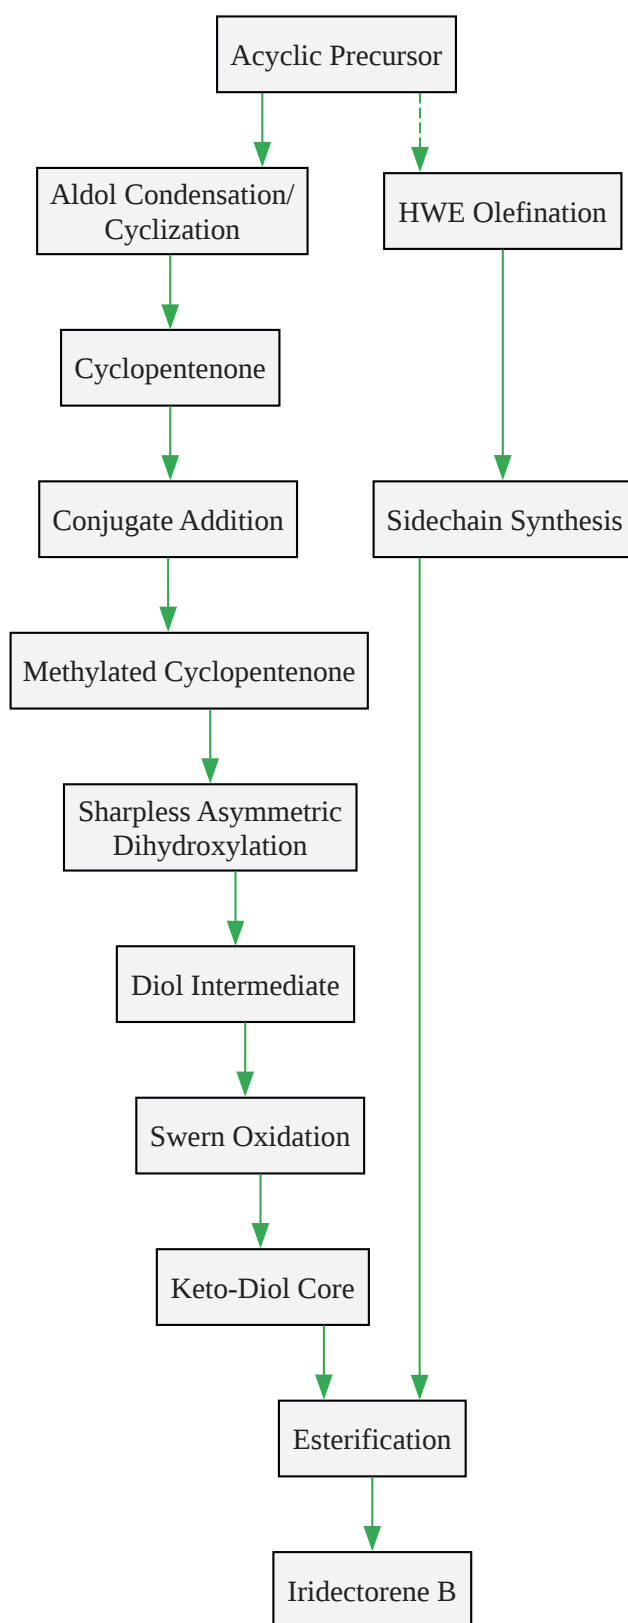 Acyclic Precursor
Aldol Condensation/
Cyclization
HWE Olefination
Cyclopentenone
Conjugate Addition
Sidechain Synthesis
Methylated Cyclopentenone
Sharpless Asymmetric
Dihydroxylation
Diol Intermediate
Swern Oxidation
Keto-Diol Core
Esterification
Iridectorene B